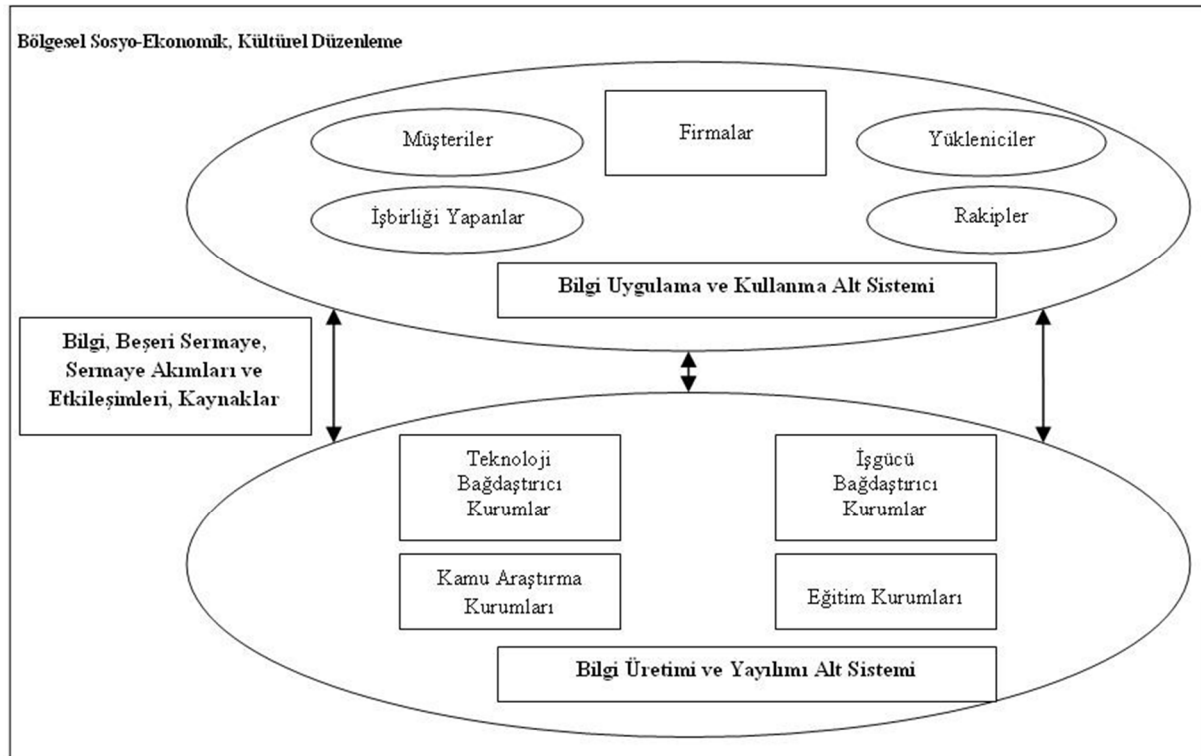 Bölgesel Sosyo-Ekonomik, Kültürel Düzenleme
Müşteriler
Firmalar
Yükleniciler
İşbirliği Yapanlar
Rakipler
Bilgi Uygulama ve Kullanma Alt Sistemi
Bilgi, Beşeri Sermaye,
Sermaye Akımları ve
Etkileşimleri, Kaynaklar
Teknoloji
Bağdaştırıcı
Kurumlar
İşgücü
Bağdaştırıcı
Kurumlar
Kamu Araştırma
Kurumları
Eğitim Kurumları
Bilgi Üretimi ve Yayılımı Alt Sistemi